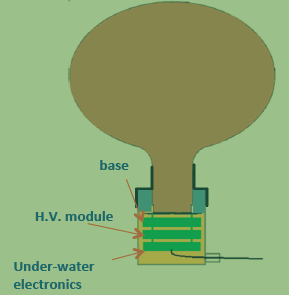 base
H.V. module
Under-water
electronics